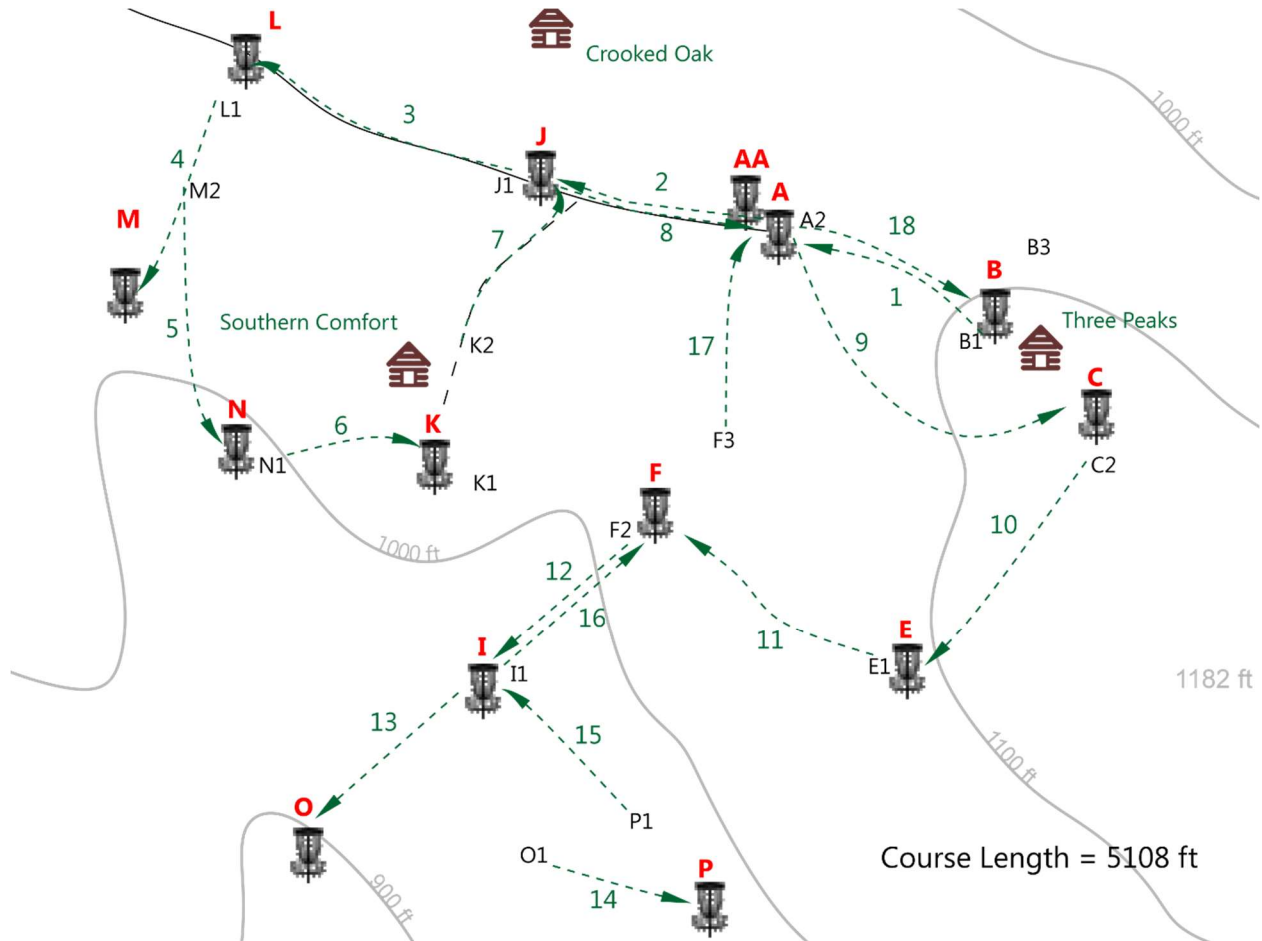 L
Crooked Oak
1000 ft
L1
3
J
AA
2
4
M2
J1
A
A2
8
18
B3
M
7
B
1
5
Southern Comfort
Three Peaks
B1
K2
17
9
C
N
6
K
F3
N1
K1
C2
F
10
F2
1000 ft
12
16
11
E
I
I1
E1
1182 ft
13
15
1100 ft
O
P1
O1
P
Course Length = 5108 ft
14
900 ft